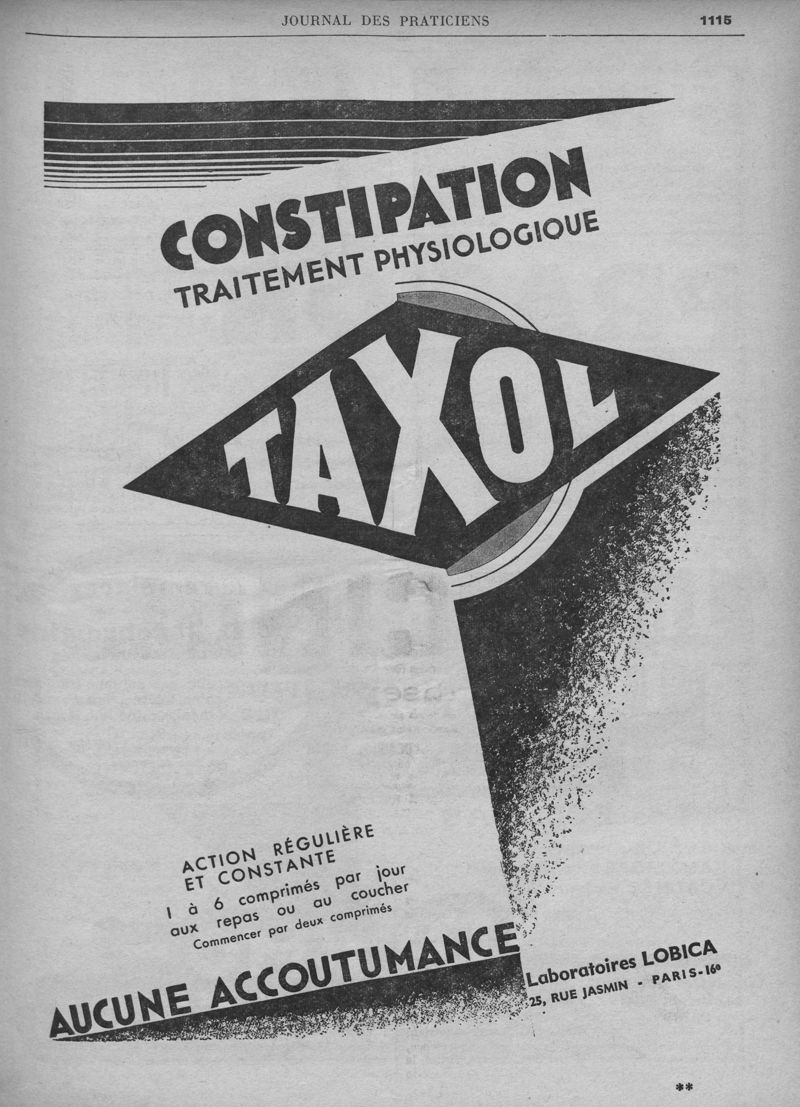 JOURNAL DES PRATICIENS
1115
CONSTIPATION
TRAITEMENT PHYSIOLOGIQUE
TAXOL
ACTION RÉGULIÈRE
ET CONSTANTE
1 à 6 comprimés par jour
aux repas ou au coucher
Commencer par deux comprimés
AUCUNE ACCOUTUMANCE
Laboratoires LOBICA
25, RUE JASMIN - PARIS-16e
**